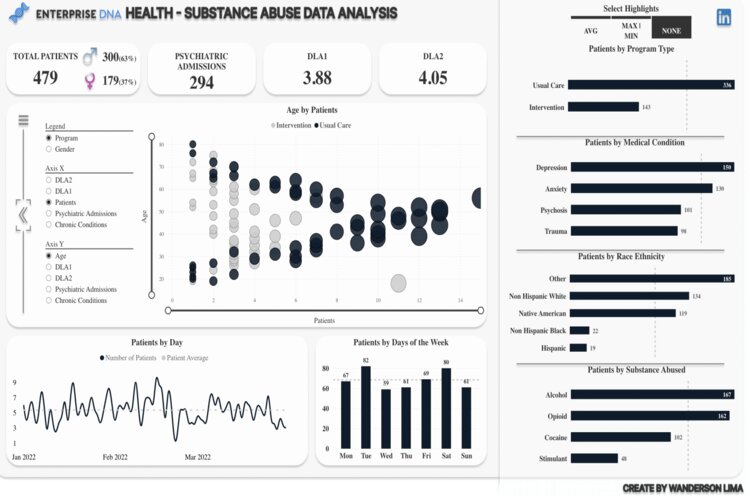 ENTERPRISE DNA HEALTH - SUBSTANCE ABUSE DATA ANALYSIS
Select Highlights
AVG
MAX |
MIN
NONE
in
TOTAL PATIENTS
479
300(63%)
179(37%)
PSYCHIATRIC
ADMISSIONS
294
DLA1
3.88
DLA2
4.05
Age by Patients
Intervention Usual Care
Legend
Program
Gender
Axis X
DLA2
DLA1
Patients
Psychiatric Admissions
Chronic Conditions
Axis Y
Age
DLA1
DLA2
Psychiatric Admissions
Chronic Conditions
Age
80
70
60
50
40
30
20
0 2 4 6 8 10 12 14
Patients
Patients by Day
Number of Patients Patient Average
9
7
5
3
1
Jan 2022 Feb 2022 Mar 2022
Patients by Days of the Week
80
60
40
20
0
67 82 59 61 69 80 61
Mon Tue Wed Thu Fri Sat Sun
Patients by Program Type
Usual Care 336
Intervention 143
Patients by Medical Condition
Depression 150
Anxiety 130
Psychosis 101
Trauma 98
Patients by Race Ethnicity
Other 185
Non Hispanic White 134
Native American 119
Non Hispanic Black 22
Hispanic 19
Patients by Substance Abused
Alcohol 167
Opioid 162
Cocaine 102
Stimulant 48
CREATE BY WANDERSON LIMA